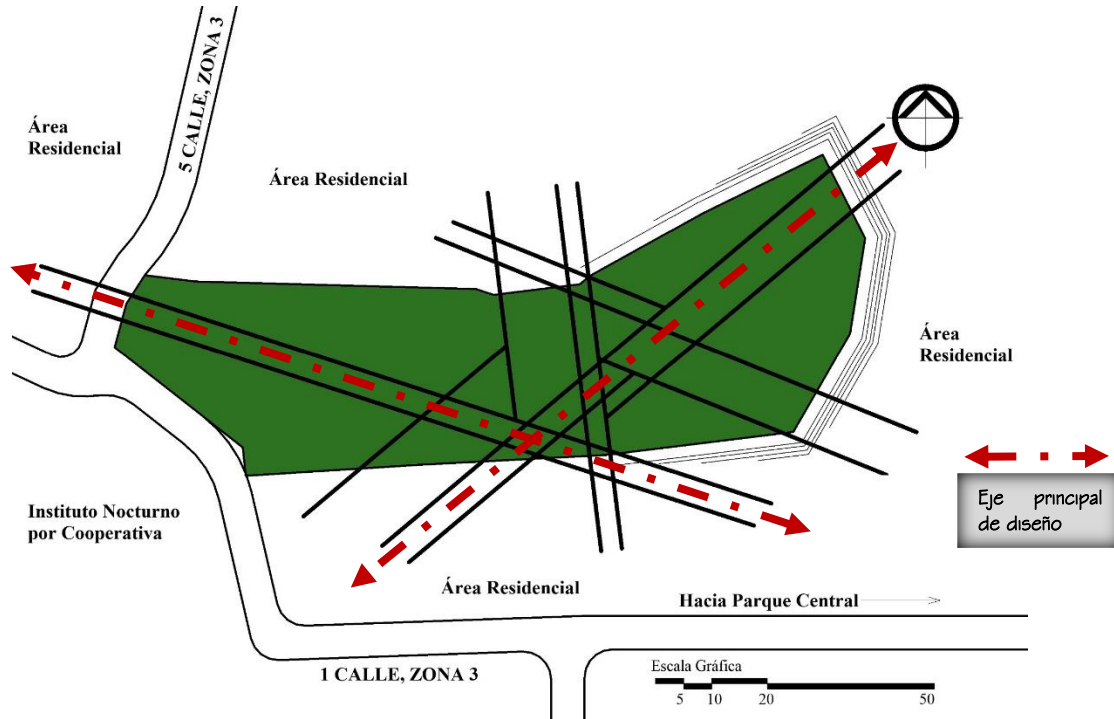 5 CALLE, ZONA 3
Área
Residencial
Área Residencial
Área
Residencial
Eje principal
de diseño
Instituto Nocturno
por Cooperativa
Área Residencial
Hacia Parque Central
1 CALLE, ZONA 3
Escala Gráfica
5 10 20 50